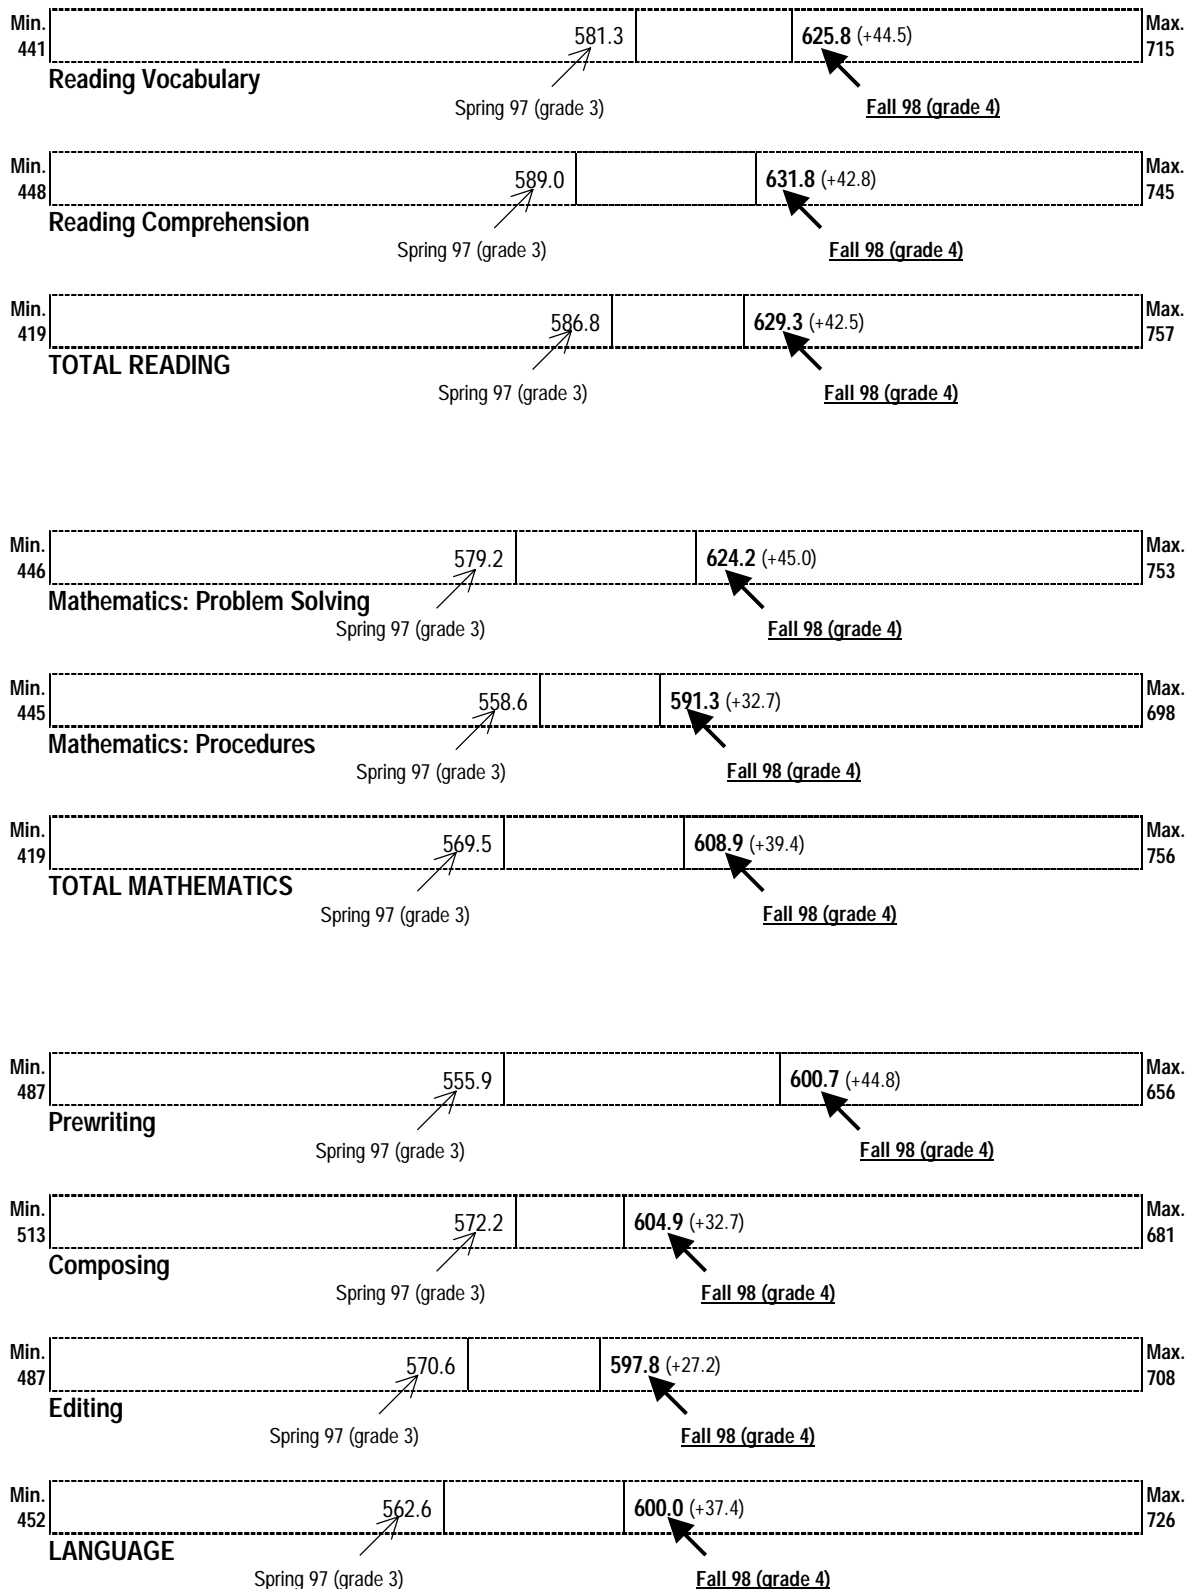 Min. 581.3 625.8 (+44.5) Max.
441 715
Reading Vocabulary
Spring 97 (grade 3) Fall 98 (grade 4)
Min. 589.0 631.8 (+42.8) Max.
448 745
Reading Comprehension
Spring 97 (grade 3) Fall 98 (grade 4)
Min. 586.8 629.3 (+42.5) Max.
419 757
TOTAL READING
Spring 97 (grade 3) Fall 98 (grade 4)
Min. 579.2 624.2 (+45.0) Max.
446 753
Mathematics: Problem Solving
Spring 97 (grade 3) Fall 98 (grade 4)
Min. 558.6 591.3 (+32.7) Max.
445 698
Mathematics: Procedures
Spring 97 (grade 3) Fall 98 (grade 4)
Min. 569.5 608.9 (+39.4) Max.
419 756
TOTAL MATHEMATICS
Spring 97 (grade 3) Fall 98 (grade 4)
Min. 555.9 600.7 (+44.8) Max.
487 656
Prewriting
Spring 97 (grade 3) Fall 98 (grade 4)
Min. 572.2 604.9 (+32.7) Max.
513 681
Composing
Spring 97 (grade 3) Fall 98 (grade 4)
Min. 570.6 597.8 (+27.2) Max.
487 708
Editing
Spring 97 (grade 3) Fall 98 (grade 4)
Min. 562.6 600.0 (+37.4) Max.
452 726
LANGUAGE
Spring 97 (grade 3) Fall 98 (grade 4)